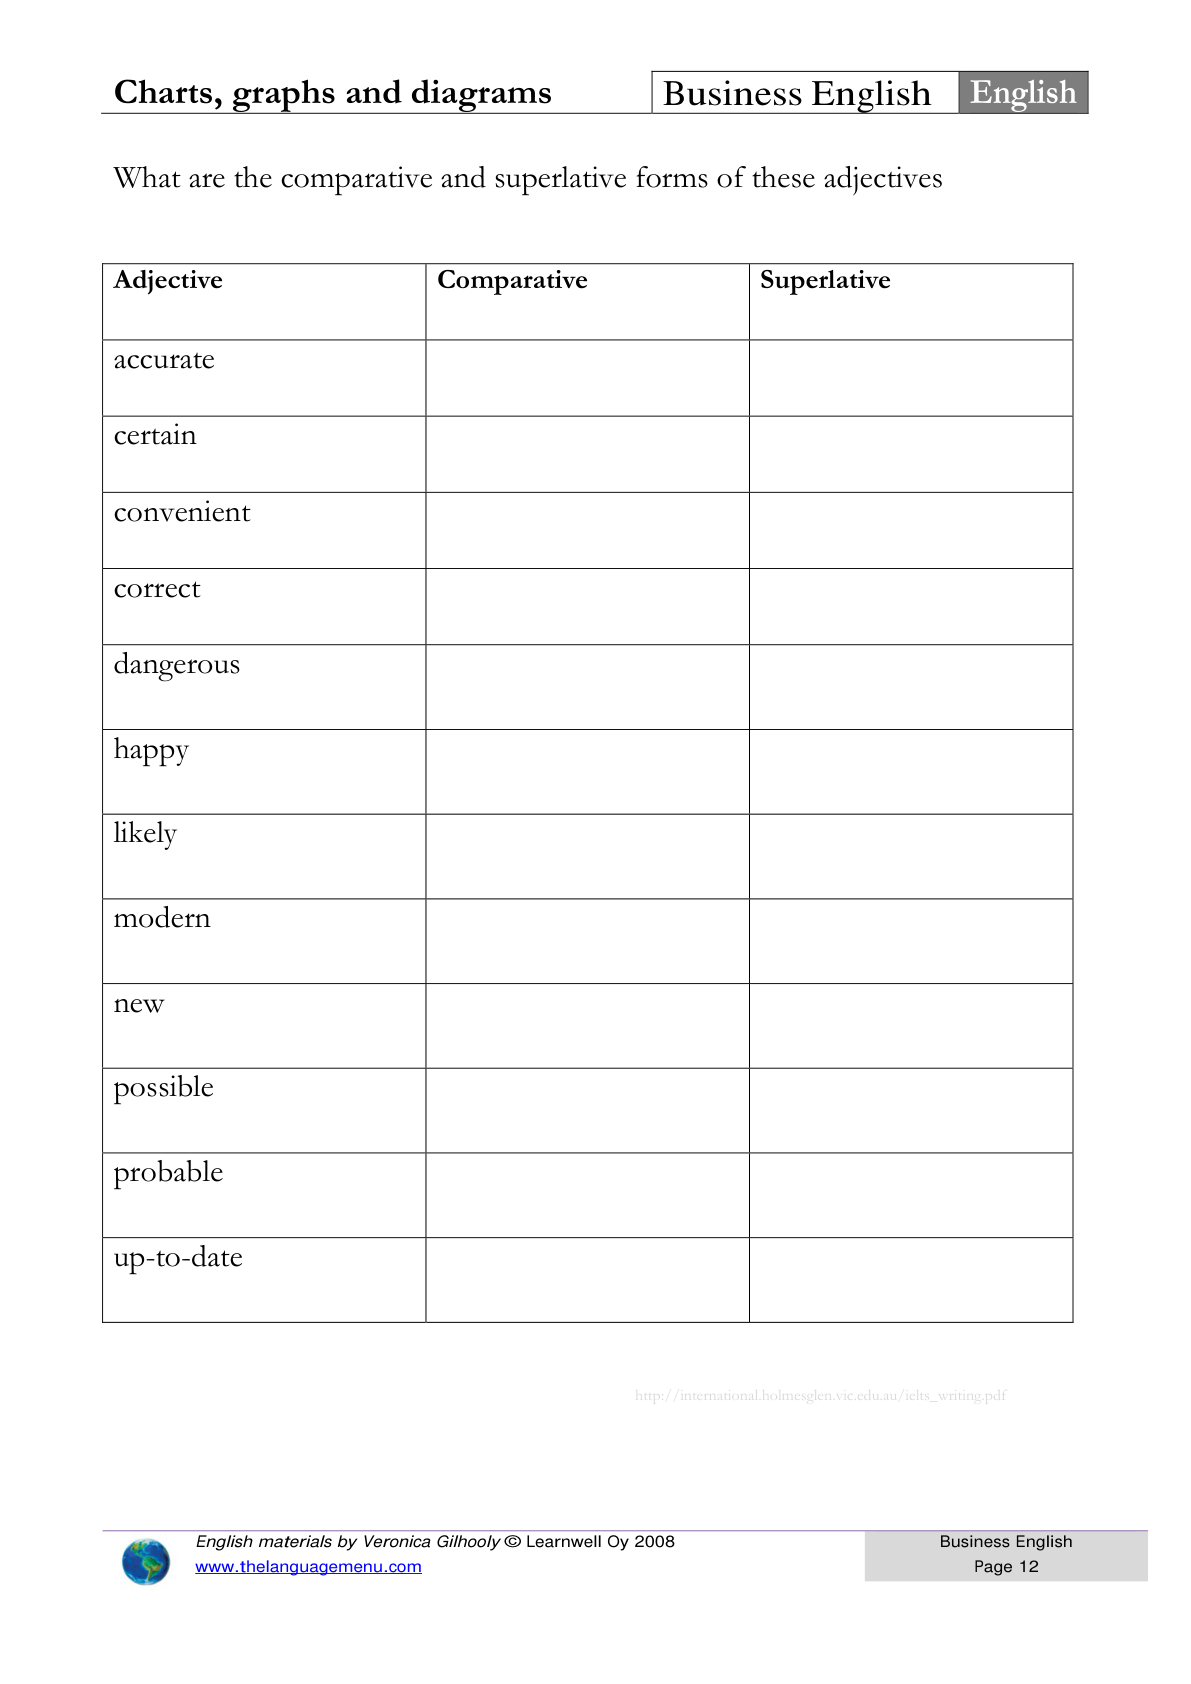 Charts, graphs and diagrams Business English English
What are the comparative and superlative forms of these adjectives
Adjective Comparative Superlative
accurate
certain
convenient
correct
dangerous
happy
likely
modern
new
possible
probable
up-to-date
http://international.holmesglen.vic.edu.au/ielts_writing.pdf
English materials by Veronica Gilhooly © Learnwell Oy 2008 Business English
www.thelanguagemenu.com Page 12